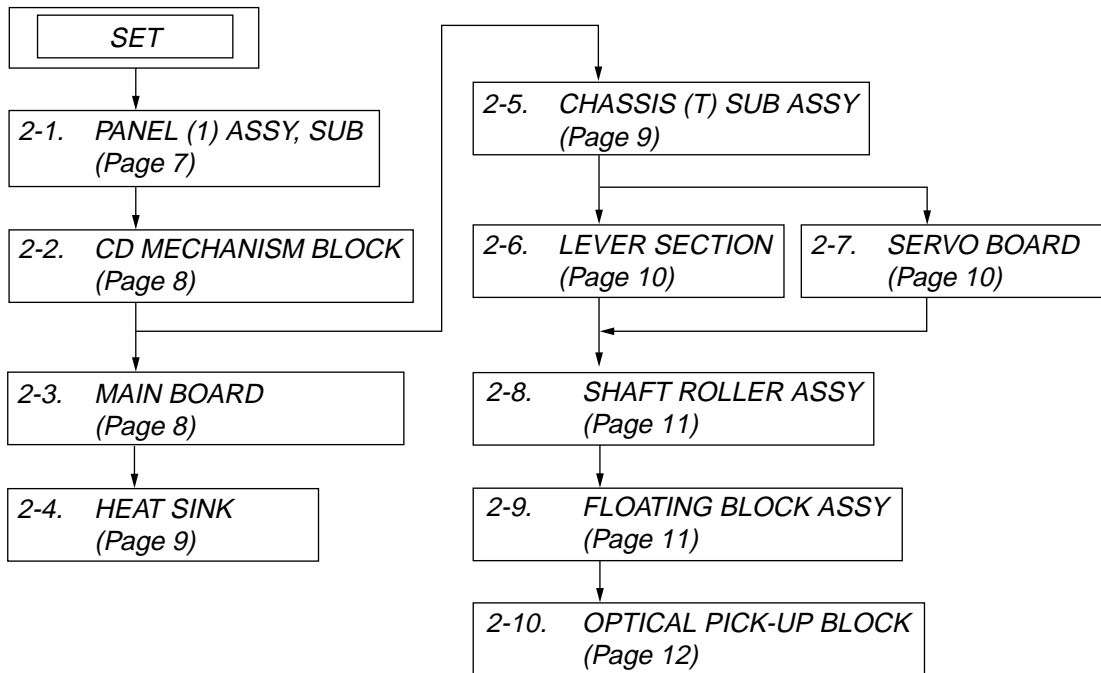 SET
2-1. PANEL (1) ASSY, SUB
(Page 7)
2-2. CD MECHANISM BLOCK
(Page 8)
2-3. MAIN BOARD
(Page 8)
2-4. HEAT SINK
(Page 9)
2-5. CHASSIS (T) SUB ASSY
(Page 9)
2-6. LEVER SECTION
(Page 10)
2-7. SERVO BOARD
(Page 10)
2-8. SHAFT ROLLER ASSY
(Page 11)
2-9. FLOATING BLOCK ASSY
(Page 11)
2-10. OPTICAL PICK-UP BLOCK
(Page 12)